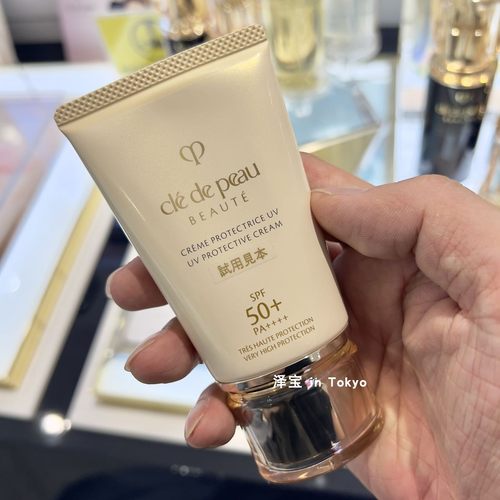 clé de peau
BEAUTÉ
CRÈME PROTECTRICE UV
UV PROTECTIVE CREAM
試用見本
SPF
50+
PA++++
TRÈS HAUTE PROTECTION
VERY HIGH PROTECTION
泽宝 in Tokyo